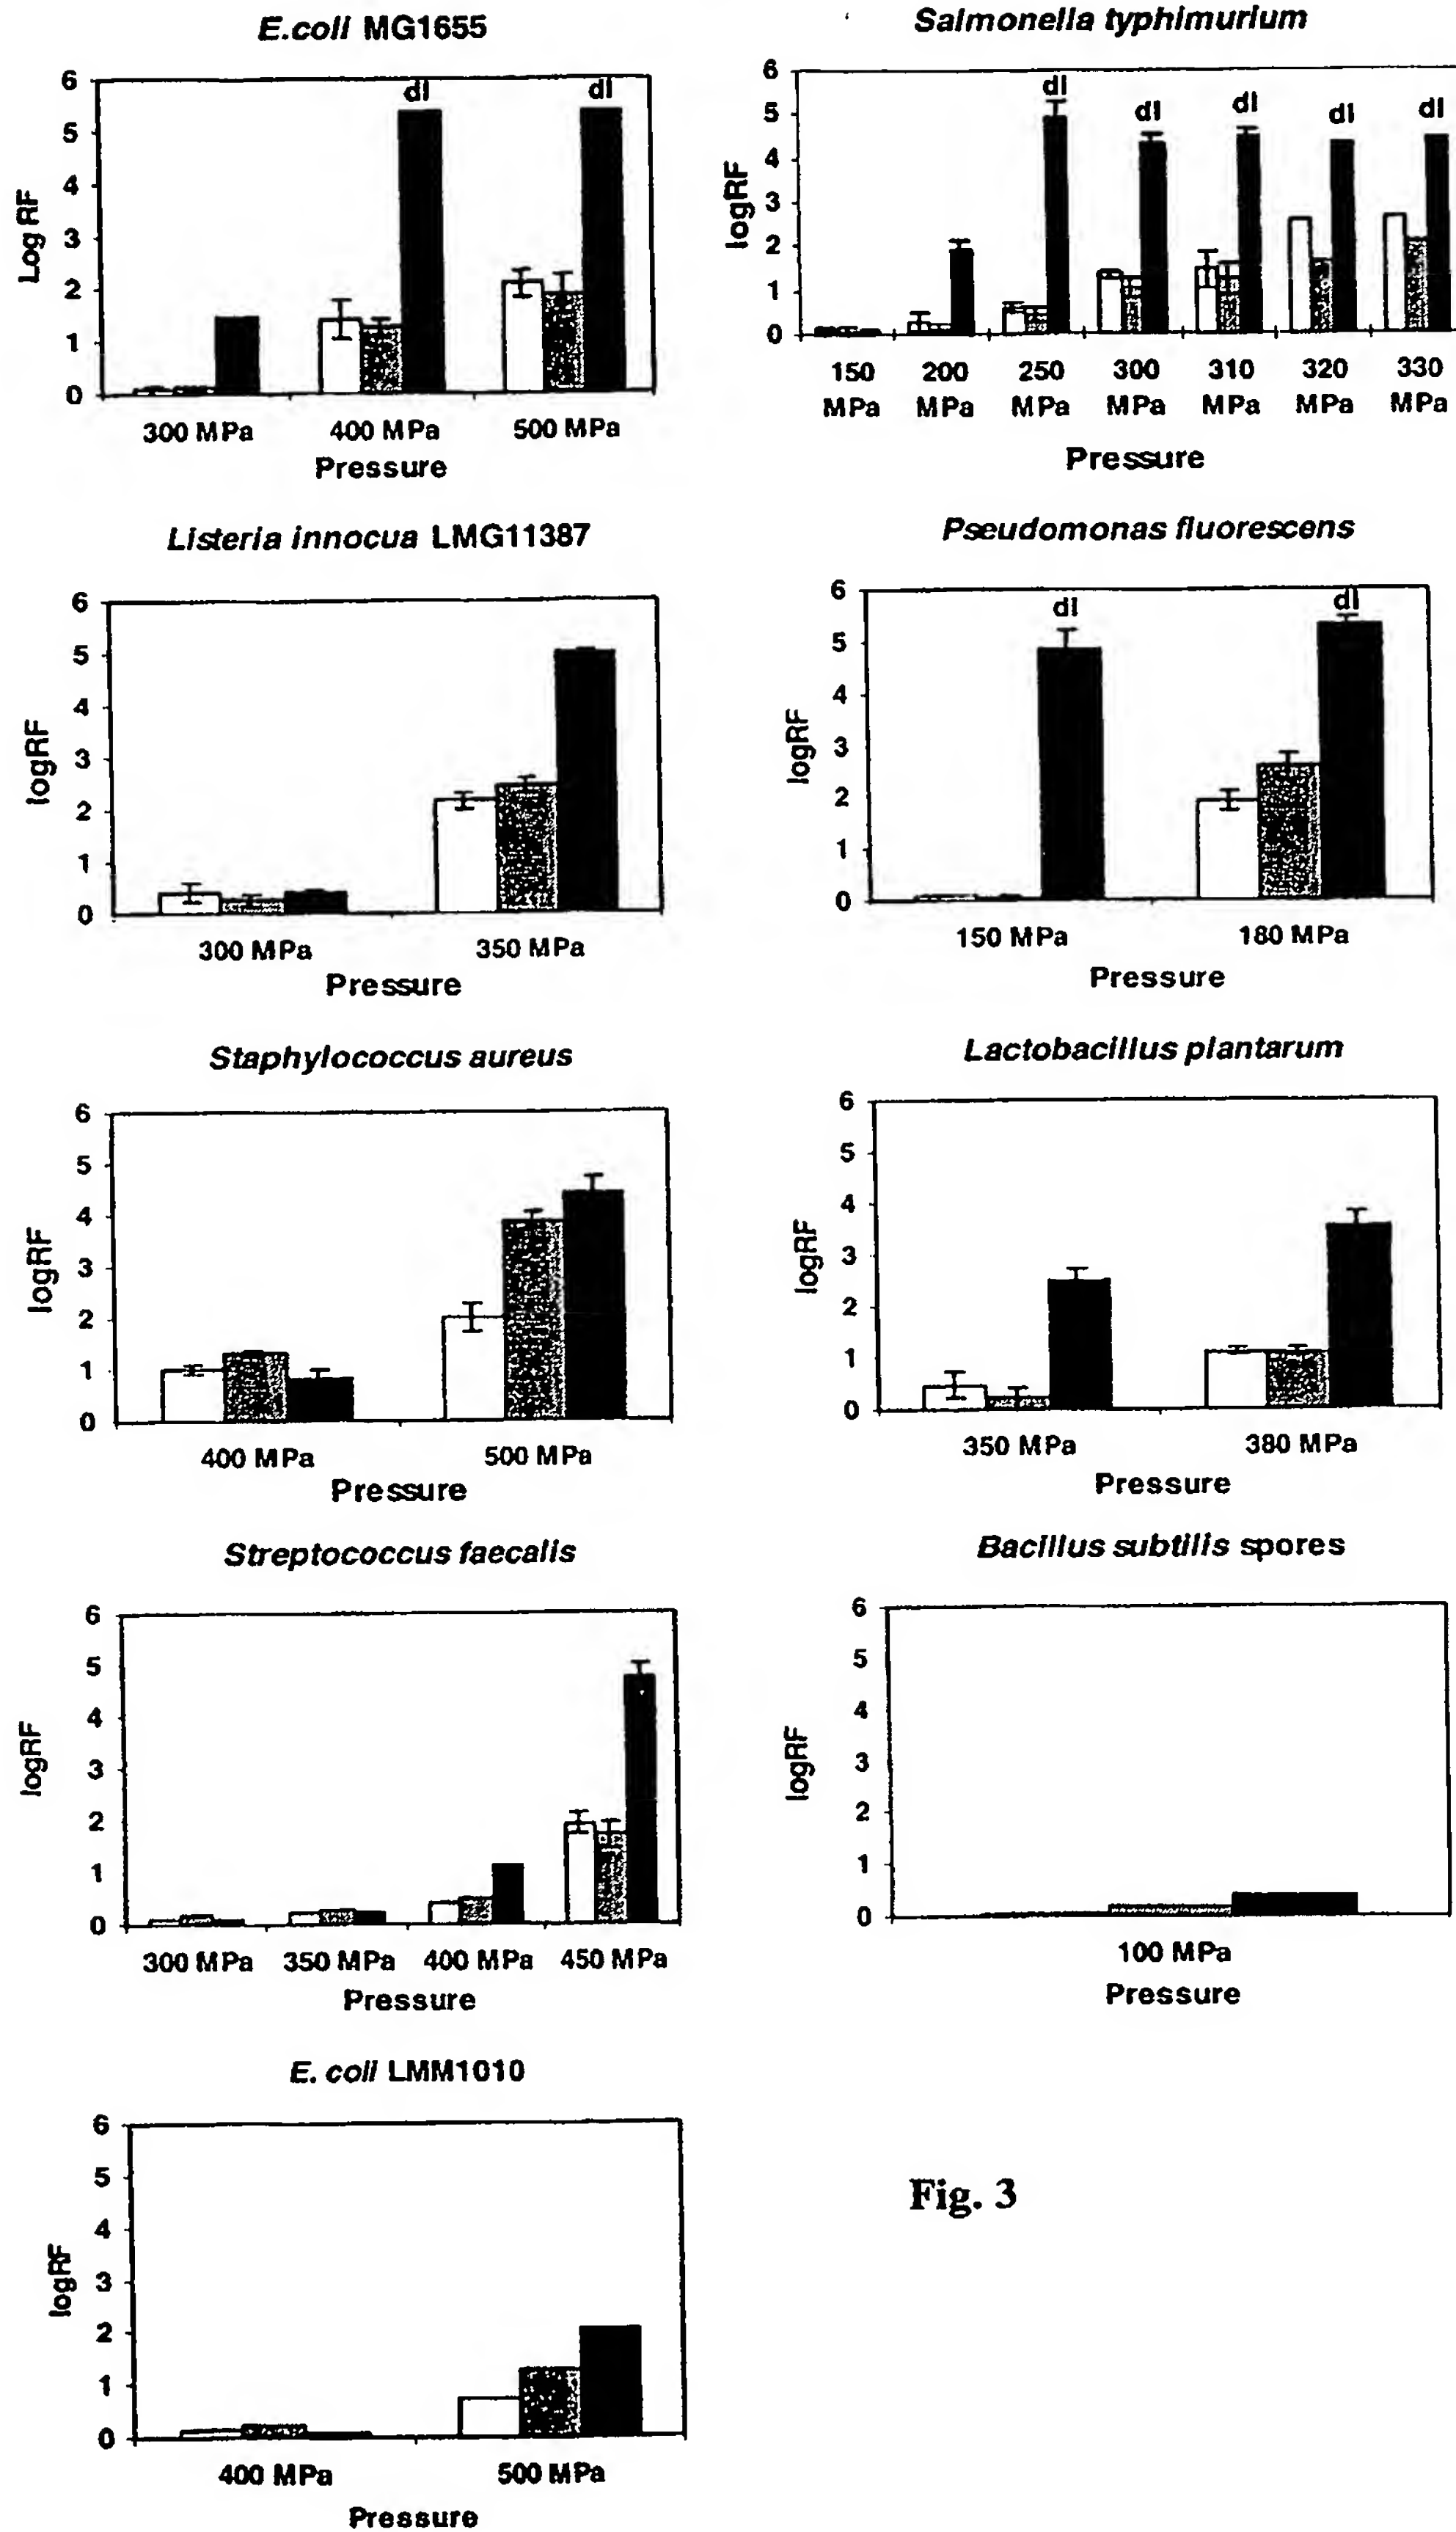 E.coli MG1655
6
5
4
3
2
1
0
Log RF
dl
dl
300 MPa 400 MPa 500 MPa
Pressure
Salmonella typhimurium
6
5
4
3
2
1
0
logRF
dl
dl
dl
dl
dl
150 200 250 300 310 320 330
MPa MPa MPa MPa MPa MPa MPa
Pressure
Listeria innocua LMG11387
6
5
4
3
2
1
0
logRF
300 MPa 350 MPa
Pressure
Pseudomonas fluorescens
6
5
4
3
2
1
0
logRF
dl
dl
150 MPa 180 MPa
Pressure
Staphylococcus aureus
6
5
4
3
2
1
0
logRF
400 MPa 500 MPa
Pressure
Lactobacillus plantarum
6
5
4
3
2
1
0
logRF
350 MPa 380 MPa
Pressure
Streptococcus faecalis
6
5
4
3
2
1
0
logRF
300 MPa 350 MPa 400 MPa 450 MPa
Pressure
Bacillus subtilis spores
6
5
4
3
2
1
0
logRF
100 MPa
Pressure
E. coli LMM1010
6
5
4
3
2
1
0
logRF
400 MPa 500 MPa
Pressure
Fig. 3